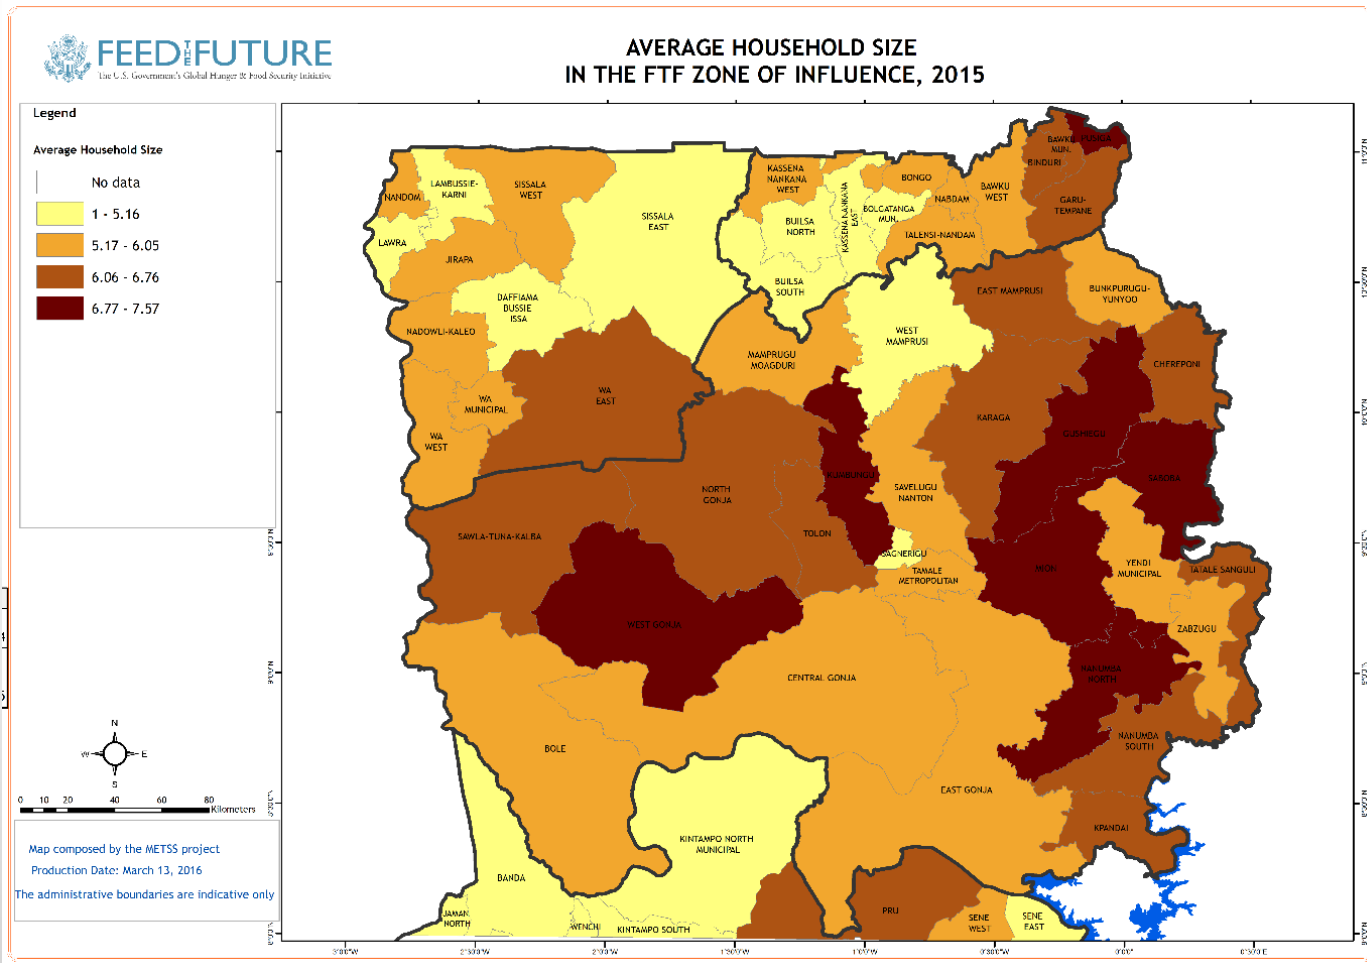 FEED THE FUTURE
The U.S. Government's Global Hunger & Food Security Initiative
AVERAGE HOUSEHOLD SIZE
IN THE FTF ZONE OF INFLUENCE, 2015
Legend
Average Household Size
No data
1 - 5.16
5.17 - 6.05
6.06 - 6.76
6.77 - 7.57
BAWKU
MUN.
PUSIGA
BINDURI
GARU-
TEMPANE
KASSENA
NANKANA
WEST
BONGO
BAWKU
WEST
NABDAM
LAMBUSSIE-
KARNI
SISSALA
WEST
NANDOM
SISSALA
EAST
BUILSA
NORTH
KASSENA NANKANA
EAST
BOLGATANGA
MUN.
TALENSI-NANDAM
LAWRA
JIRAPA
BUILSA
SOUTH
EAST MAMPRUSI
BUNKPURUGU-
YUNYOO
DAFFIAMA
BUSSIE
ISSA
NADOWLI-KALEO
WEST
MAMPRUSI
MAMPRUGU
MOAGDURI
CHEREPONI
WA
EAST
WA
MUNICIPAL
KARAGA
GUSHIEGU
WA
WEST
KUMBUNGU
SABOBA
NORTH
GONJA
SAVELUGU
NANTON
SAWLA-TUNA-KALBA
TOLON
SAGNERIGU
TAMALE
METROPOLITAN
MION
YENDI
MUNICIPAL
TATALE SANGULI
WEST GONJA
ZABZUGU
CENTRAL GONJA
NANUMBA
NORTH
BOLE
NANUMBA
SOUTH
EAST GONJA
KPANDAI
KINTAMPO NORTH
MUNICIPAL
BANDA
JAMAN
NORTH
WENCHI
KINTAMPO SOUTH
PRU
SENE
WEST
SENE
EAST
N
W
E
S
0 10 20 40 60 80
Kilometers
Map composed by the METSS project
Production Date: March 13, 2016
The administrative boundaries are indicative only